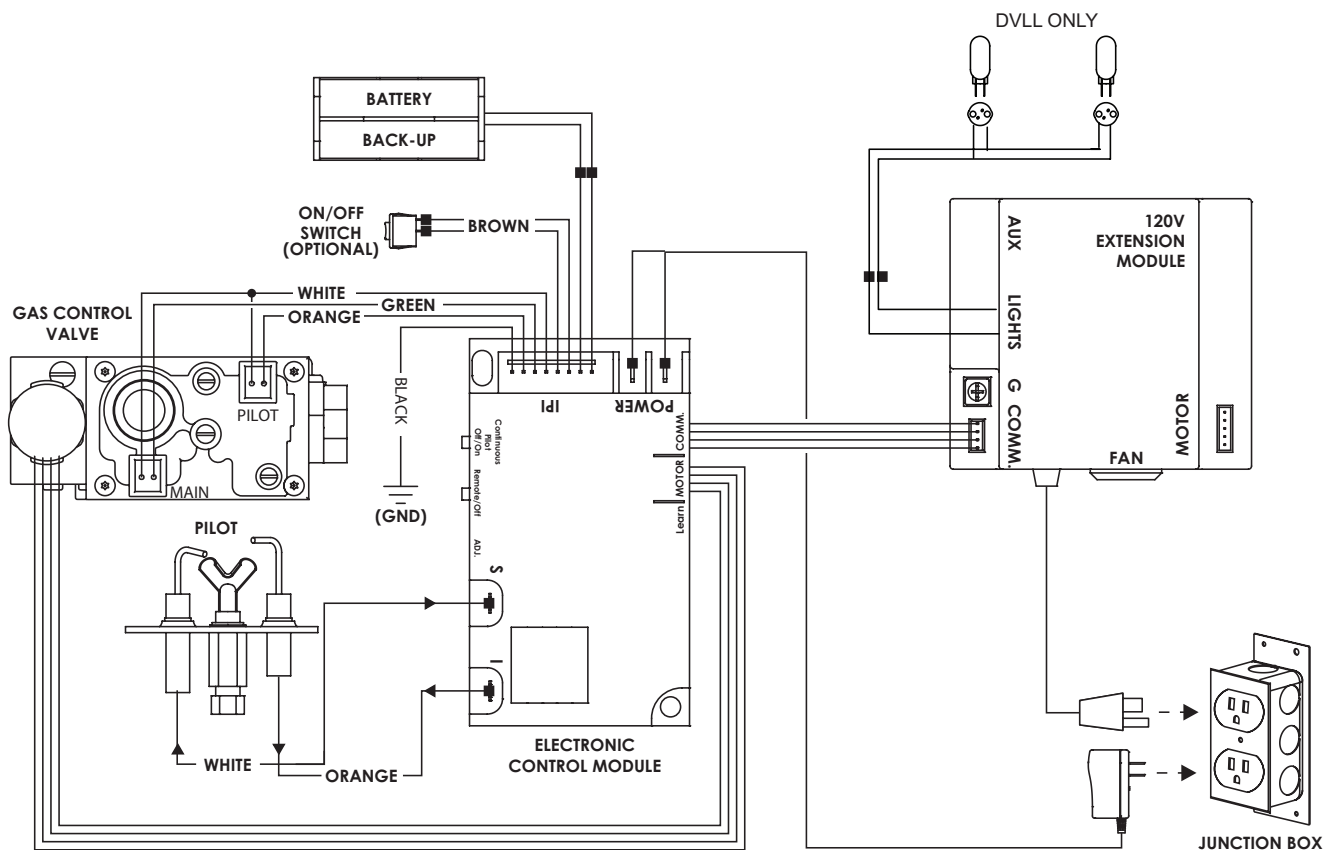 DVLL ONLY
BATTERY
BACK-UP
ON/OFF
SWITCH
(OPTIONAL)
BROWN
AUX
120V
EXTENSION
MODULE
WHITE
GREEN
ORANGE
GAS CONTROL
VALVE
LIGHTS
BLACK
PILOT
IPI
POWER
G
COMM.
MOTOR
FAN
Continuous
Pilot
Off/On
COMM.
MAIN
Remote/Off
MOTOR
(GND)
Learn
PILOT
ADJ.
S
I
WHITE
ORANGE
ELECTRONIC
CONTROL MODULE
JUNCTION BOX